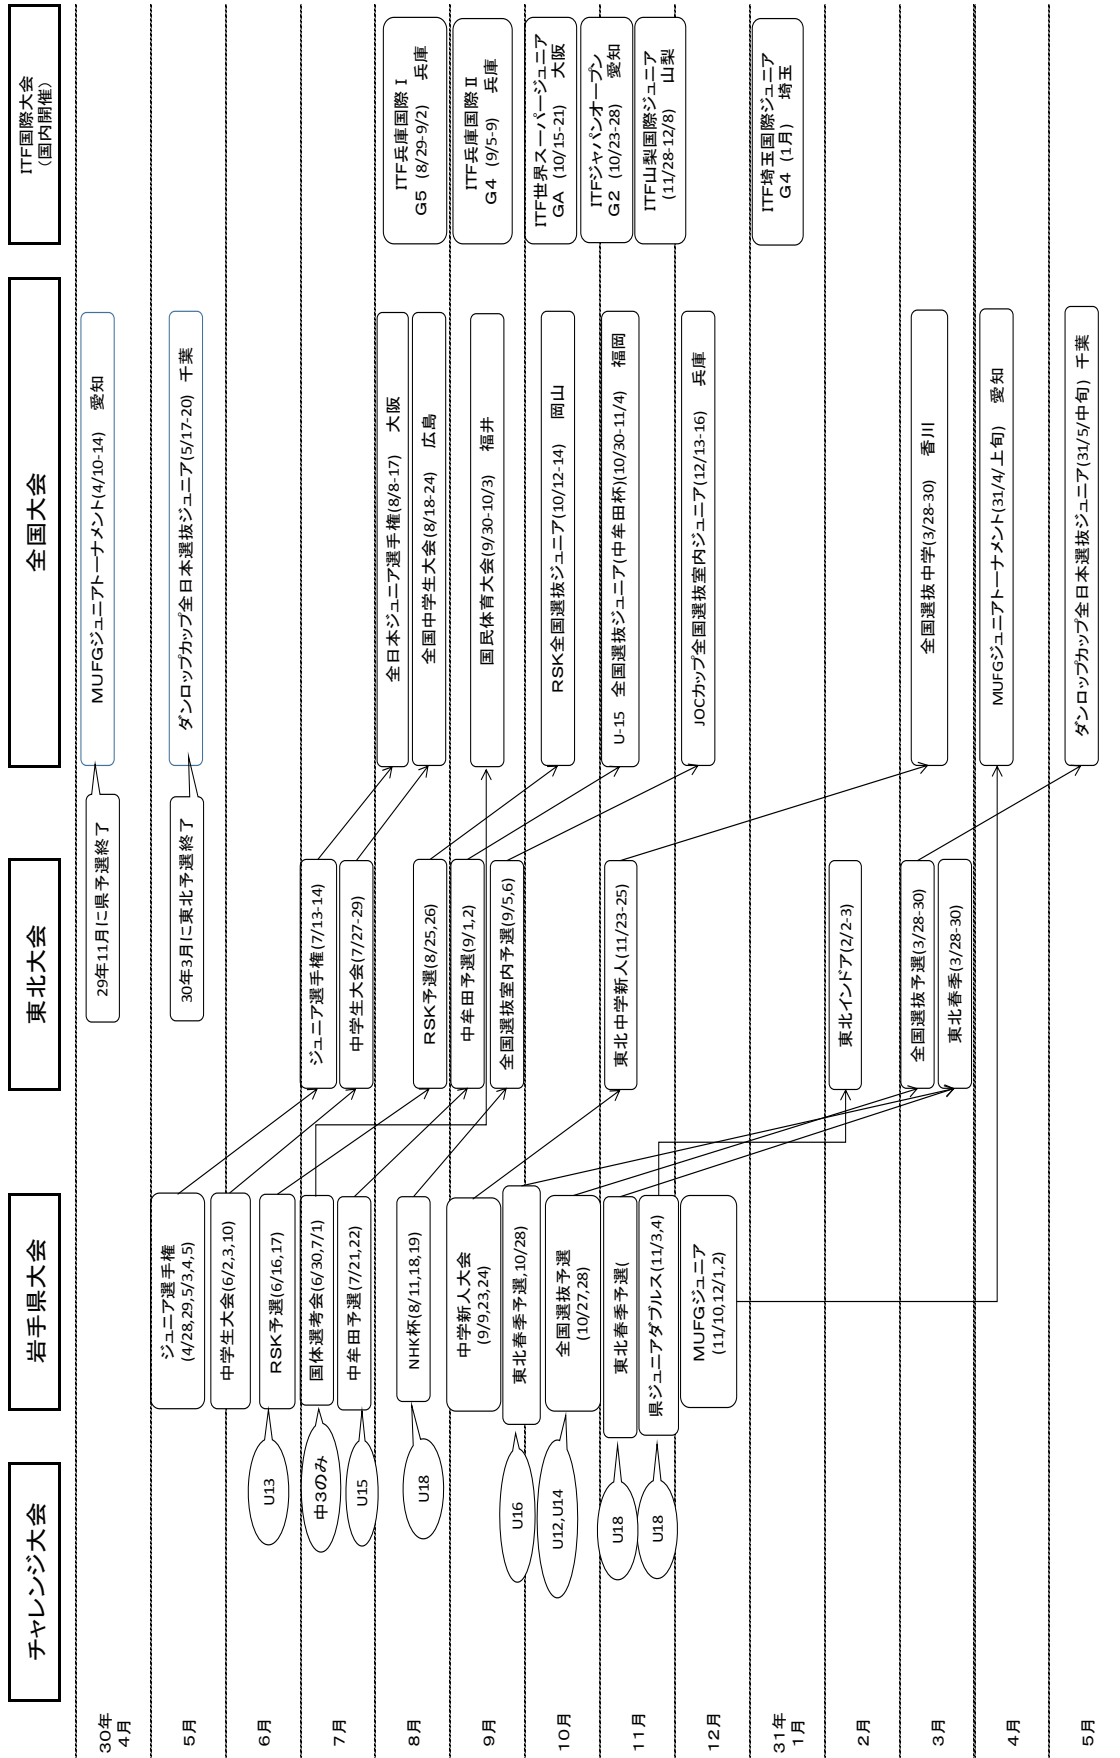 チャレンジ大会
岩手県大会
東北大会
全国大会
ITF国際大会
(国内開催)
30年
4月
29年11月に県予選終了
MUFGジュニアトーナメント(4/10-14) 愛知
5月
ジュニア選手権
(4/28,29,5/3,4,5)
30年3月に東北予選終了
ダンロップカップ全日本選抜ジュニア(5/17-20) 千葉
6月
中学生大会(6/2,3,10)
U13
RSK予選(6/16,17)
7月
中3のみ
国体選考会(6/30,7/1)
U15
中牟田予選(7/21,22)
ジュニア選手権(7/13-14)
中学生大会(7/27-29)
8月
U18
NHK杯(8/11,18,19)
RSK予選(8/25,26)
全日本ジュニア選手権(8/8-17) 大阪
全国中学生大会(8/18-24) 広島
ITF兵庫国際Ⅰ
G5 (8/29-9/2) 兵庫
9月
中学新人大会
(9/9,23,24)
U16
東北春季予選,10/28)
中牟田予選(9/1,2)
全国選抜室内予選(9/5,6)
国民体育大会(9/30-10/3) 福井
ITF兵庫国際Ⅱ
G4 (9/5-9) 兵庫
10月
U12,U14
全国選抜予選
(10/27,28)
RSK全国選抜ジュニア(10/12-14) 岡山
ITF世界スーパージュニア
GA (10/15-21) 大阪
ITFジャパンオープン
G2 (10/23-28) 愛知
11月
U18
東北春季予選(
U18
県ジュニアダブルス(11/3,4)
東北中学新人(11/23-25)
U-15 全国選抜ジュニア(中牟田杯)(10/30-11/4) 福岡
ITF山梨国際ジュニア
(11/28-12/8) 山梨
12月
MUFGジュニア
(11/10,12/1,2)
JOCカップ全国選抜室内ジュニア(12/13-16) 兵庫
31年
1月
ITF埼玉国際ジュニア
G4 (1月) 埼玉
2月
東北インドア(2/2-3)
3月
全国選抜予選(3/28-30)
東北春季(3/28-30)
全国選抜中学(3/28-30) 香川
4月
MUFGジュニアトーナメント(31/4/上旬) 愛知
5月
ダンロップカップ全日本選抜ジュニア(31/5/中旬) 千葉